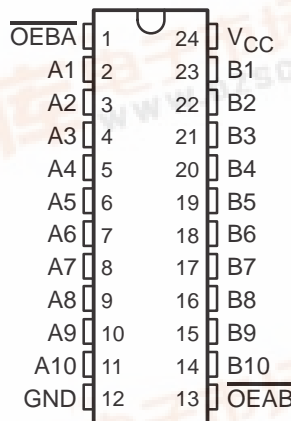 OEBA 1 24 VCC
A1 2 23 B1
A2 3 22 B2
A3 4 21 B3
A4 5 20 B4
A5 6 19 B5
A6 7 18 B6
A7 8 17 B7
A8 9 16 B8
A9 10 15 B9
A10 11 14 B10
GND 12 13 OEAB